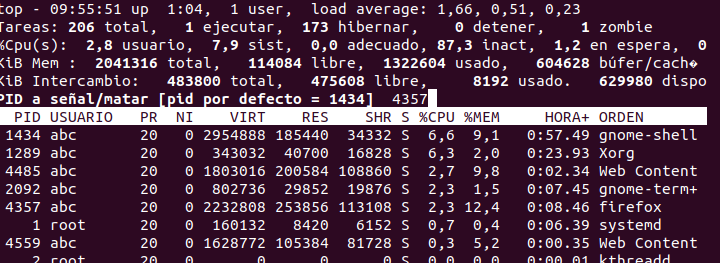 top - 09:55:51 up  1:04,  1 user,  load average: 1,66, 0,51, 0,23
Tareas: 206 total,   1 ejecutar,  173 hibernar,    0 detener,   1 zombie
%Cpu(s):  2,8 usuario,  7,9 sist,  0,0 adecuado, 87,3 inact,  1,2 en espera,  0
KiB Mem :  2041316 total,   114084 libre,  1322604 usado,   604628 búfer/cach�
KiB Intercambio:   483800 total,   475608 libre,     8192 usado.   629980 dispo
PID a señal/matar [pid por defecto = 1434]  4357
PID USUARIO   PR  NI    VIRT    RES    SHR S %CPU %MEM     HORA+ ORDEN
1434 abc       20   0 2954888 185440  34332 S  6,6  9,1   0:57.49 gnome-shell
1289 abc       20   0  343032  40700  16828 S  6,3  2,0   0:23.93 Xorg
4485 abc       20   0 1803016 200584 108860 S  2,7  9,8   0:02.34 Web Content
2092 abc       20   0  802736  29852  19876 S  2,3  1,5   0:07.45 gnome-term+
4357 abc       20   0 2232808 253856 113108 S  2,3 12,4   0:08.46 firefox
1 root      20   0  160132   8420   6152 S  0,7  0,4   0:06.39 systemd
4559 abc       20   0 1628772 105384  81728 S  0,3  5,2   0:00.35 Web Content
2 root      20   0       0      0      0 S  0,0  0,0   0:00.01 kthreadd